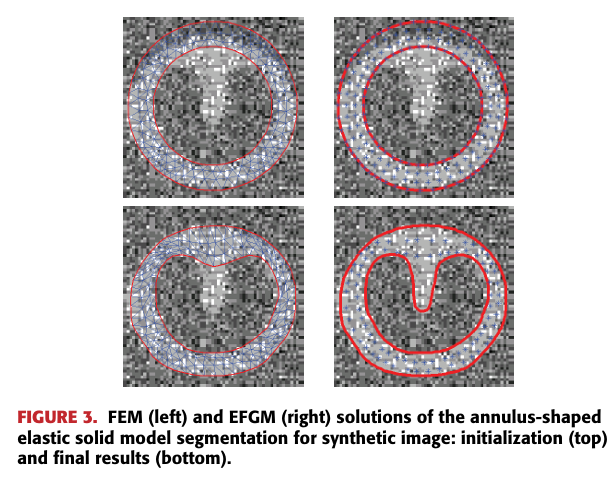 FIGURE 3. FEM (left) and EFGM (right) solutions of the annulus-shaped
elastic solid model segmentation for synthetic image: initialization (top)
and final results (bottom).